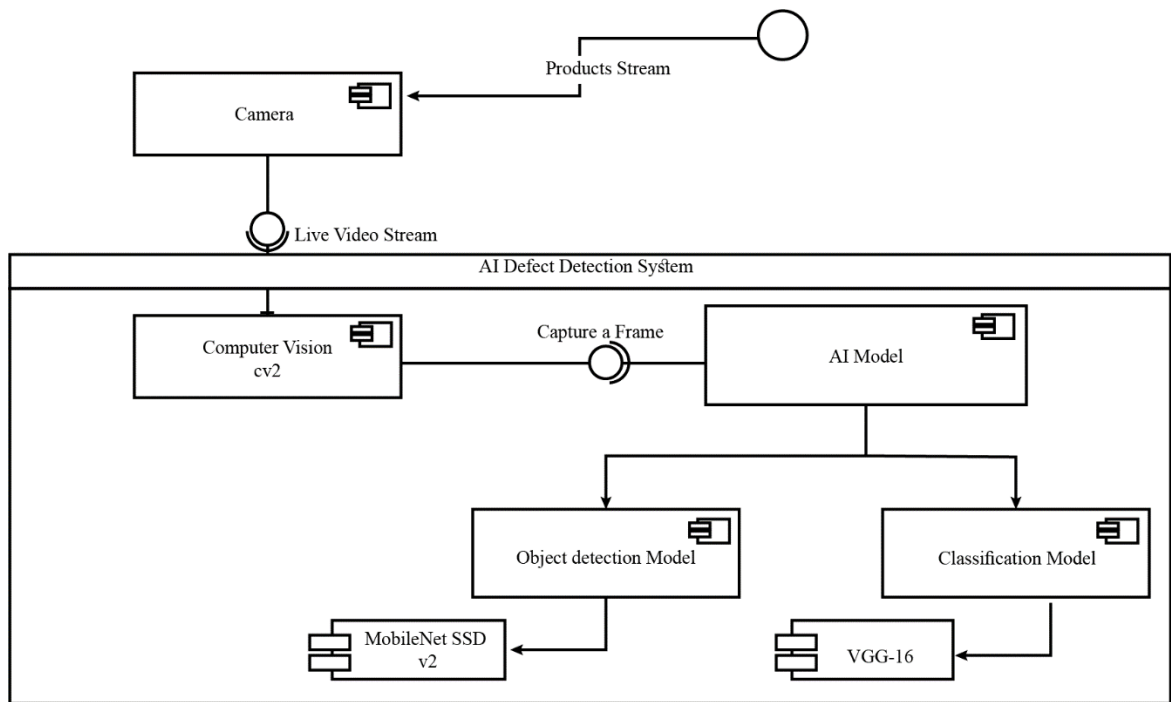 Products Stream
Camera
Live Video Stream
AI Defect Detection System
Computer Vision
cv2
Capture a Frame
AI Model
Object detection Model
Classification Model
MobileNet SSD
v2
VGG-16